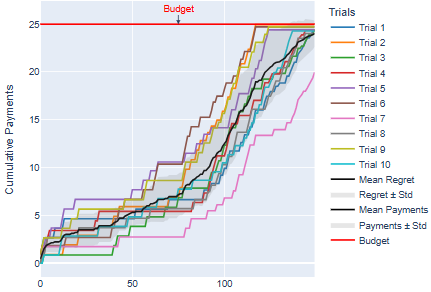 Budget
Trials
Cumulative Payments
25
20
15
10
5
0
0
50
100
Trial 1
Trial 2
Trial 3
Trial 4
Trial 5
Trial 6
Trial 7
Trial 8
Trial 9
Trial 10
Mean Regret
Regret ± Std
Mean Payments
Payments ± Std
Budget